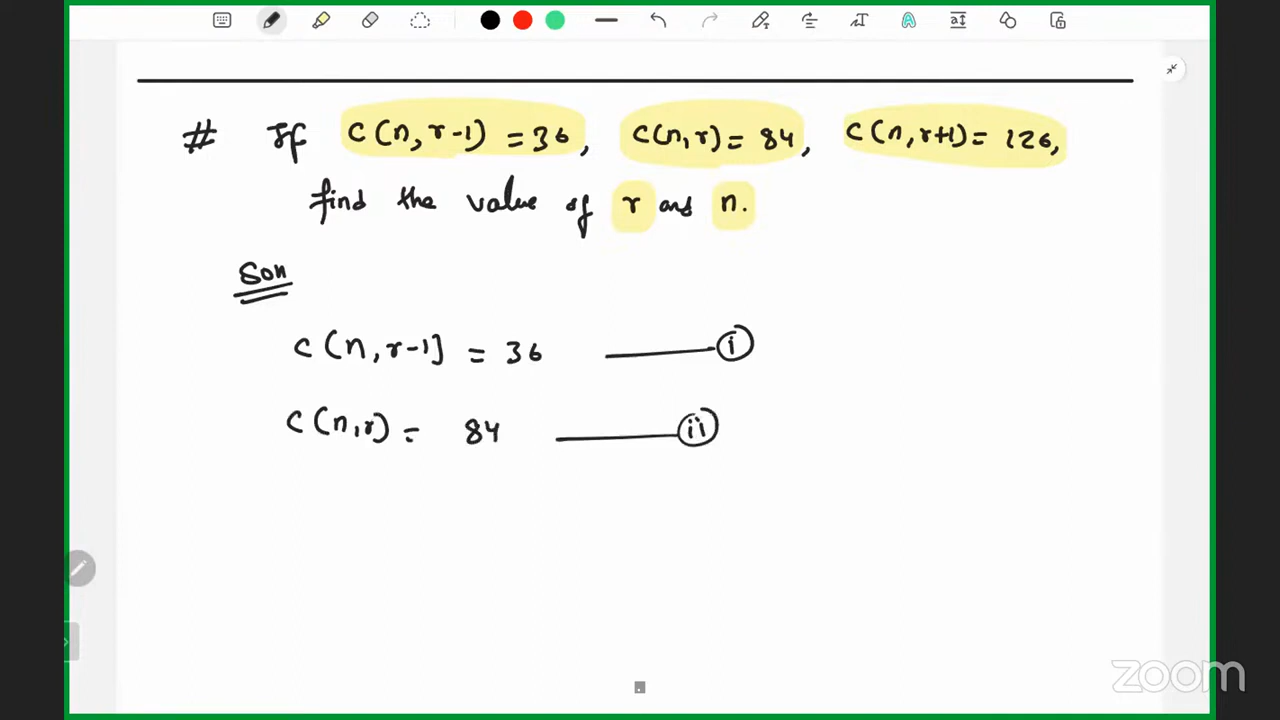 # If C(n, r-1) = 36, C(n,r) = 84, C(n, r+1) = 126,
find the value of r and n.
Son
C(n, r-1] = 36 ——— (i)
C(n,r) = 84 ——— (ii)
zoom